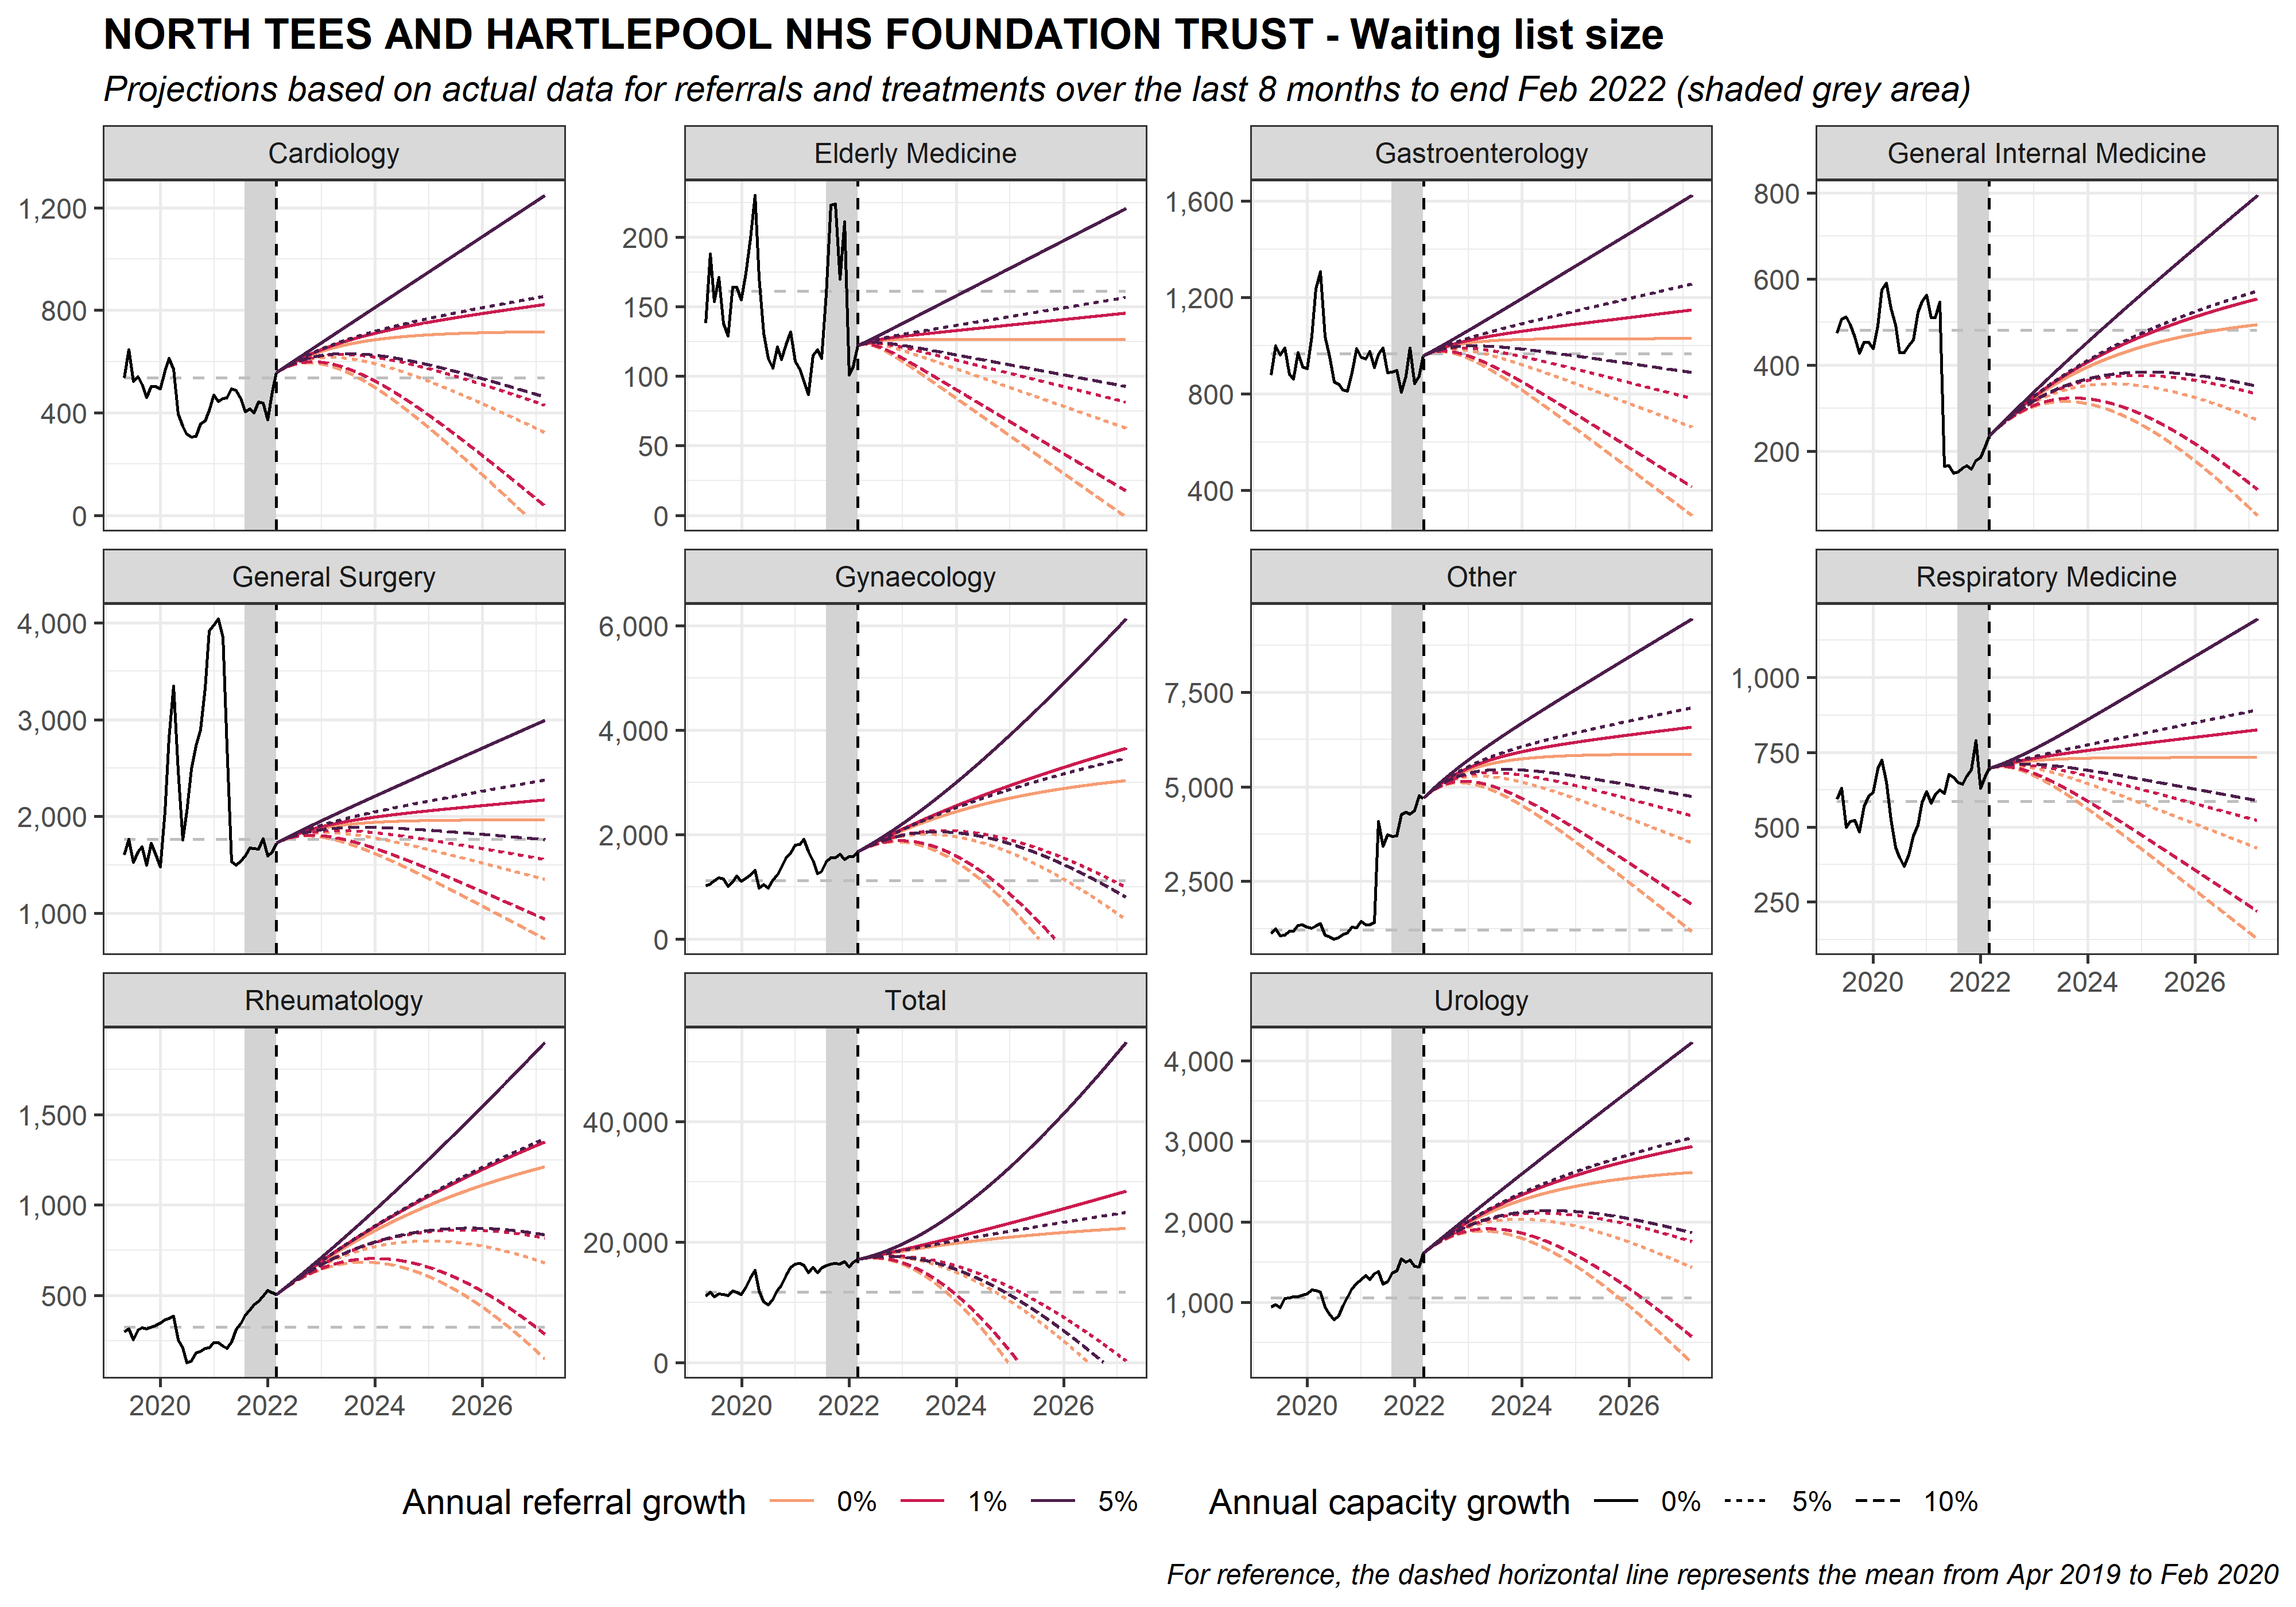 NORTH TEES AND HARTLEPOOL NHS FOUNDATION TRUST - Waiting list size
Projections based on actual data for referrals and treatments over the last 8 months to end Feb 2022 (shaded grey area)
Cardiology
1,200
800
400
0
Elderly Medicine
200
150
100
50
0
Gastroenterology
1,600
1,200
800
400
General Internal Medicine
800
600
400
200
General Surgery
4,000
3,000
2,000
1,000
Gynaecology
6,000
4,000
2,000
0
Other
7,500
5,000
2,500
Respiratory Medicine
1,000
750
500
250
2020 2022 2024 2026
Rheumatology
1,500
1,000
500
2020 2022 2024 2026
Total
40,000
20,000
0
2020 2022 2024 2026
Urology
4,000
3,000
2,000
1,000
2020 2022 2024 2026
Annual referral growth 0% 1% 5% Annual capacity growth 0% 5% 10%
For reference, the dashed horizontal line represents the mean from Apr 2019 to Feb 2020